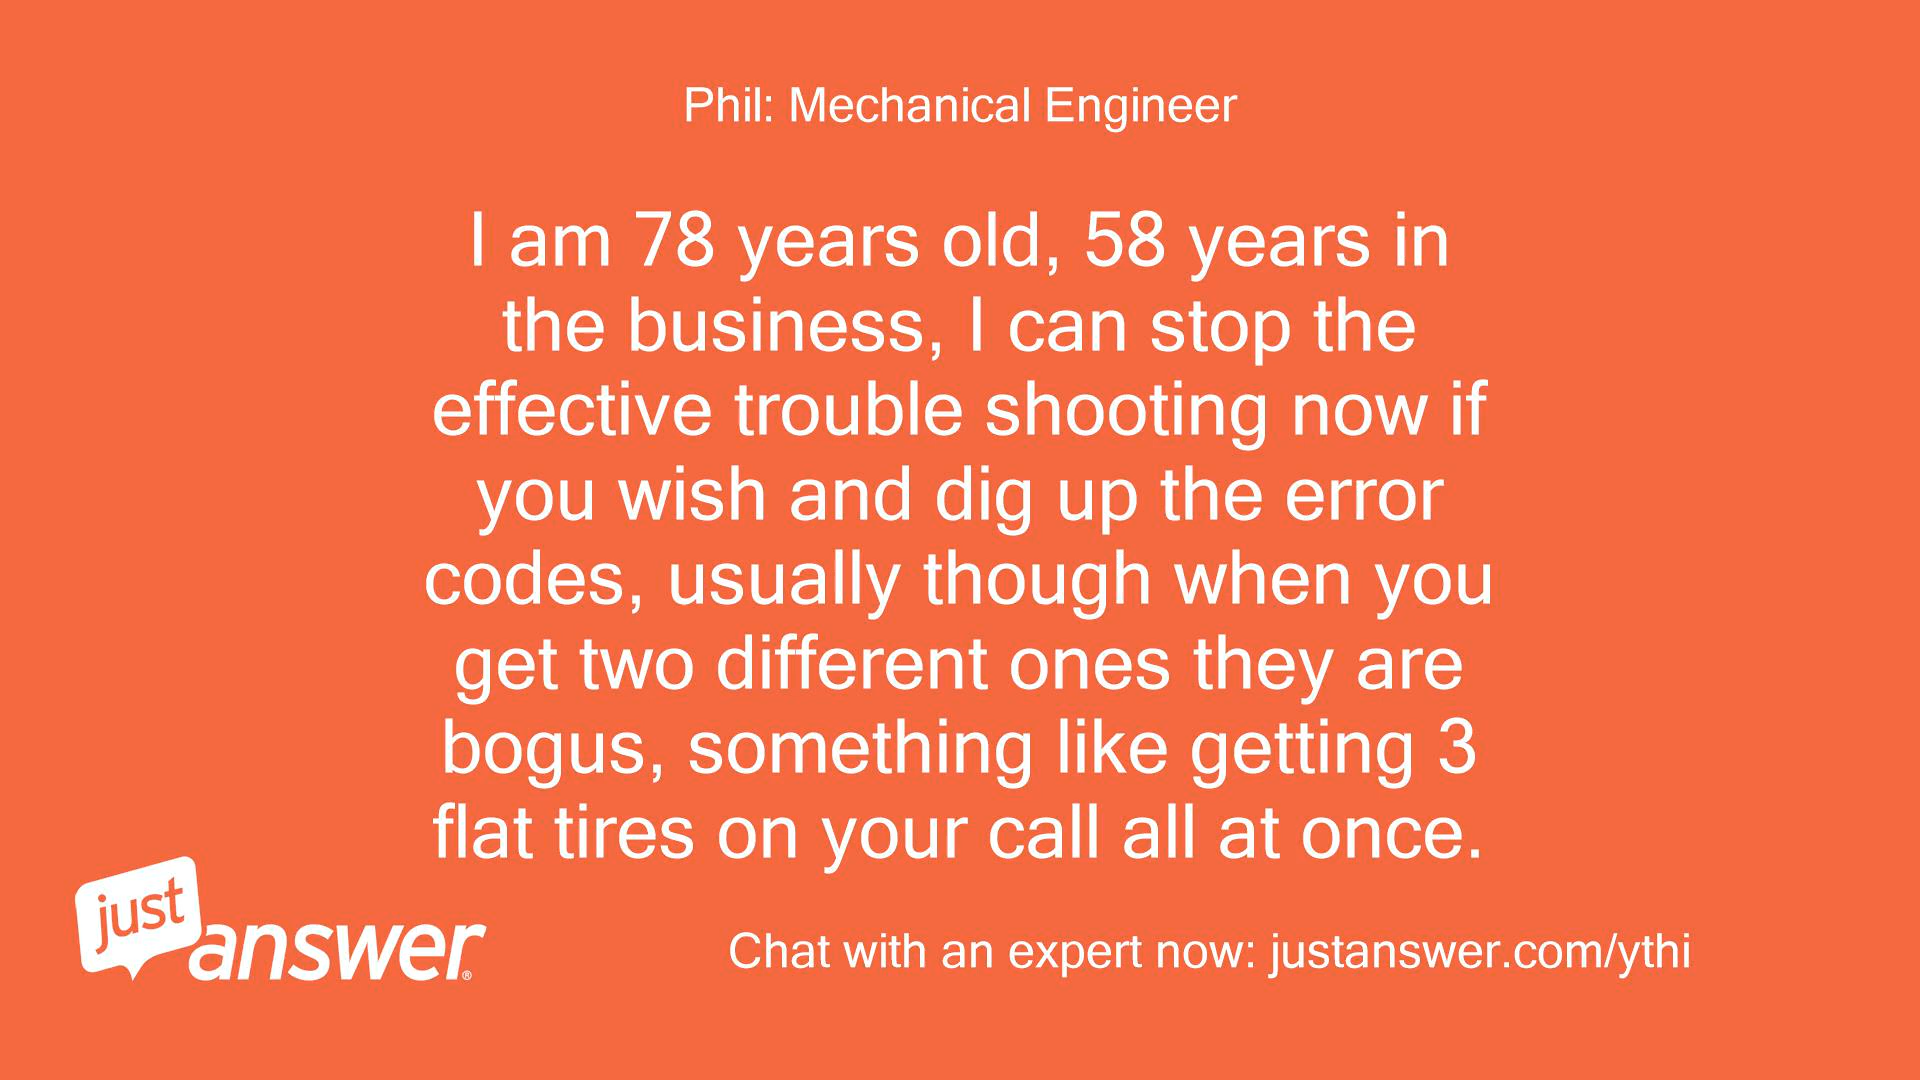 Phil: Mechanical Engineer
I am 78 years old, 58 years in
the business, I can stop the
effective trouble shooting now if
you wish and dig up the error
codes, usually though when you
get two different ones they are
bogus, something like getting 3
flat tires on your call all at once.
just
answer®
Chat with an expert now: justanswer.com/ythi